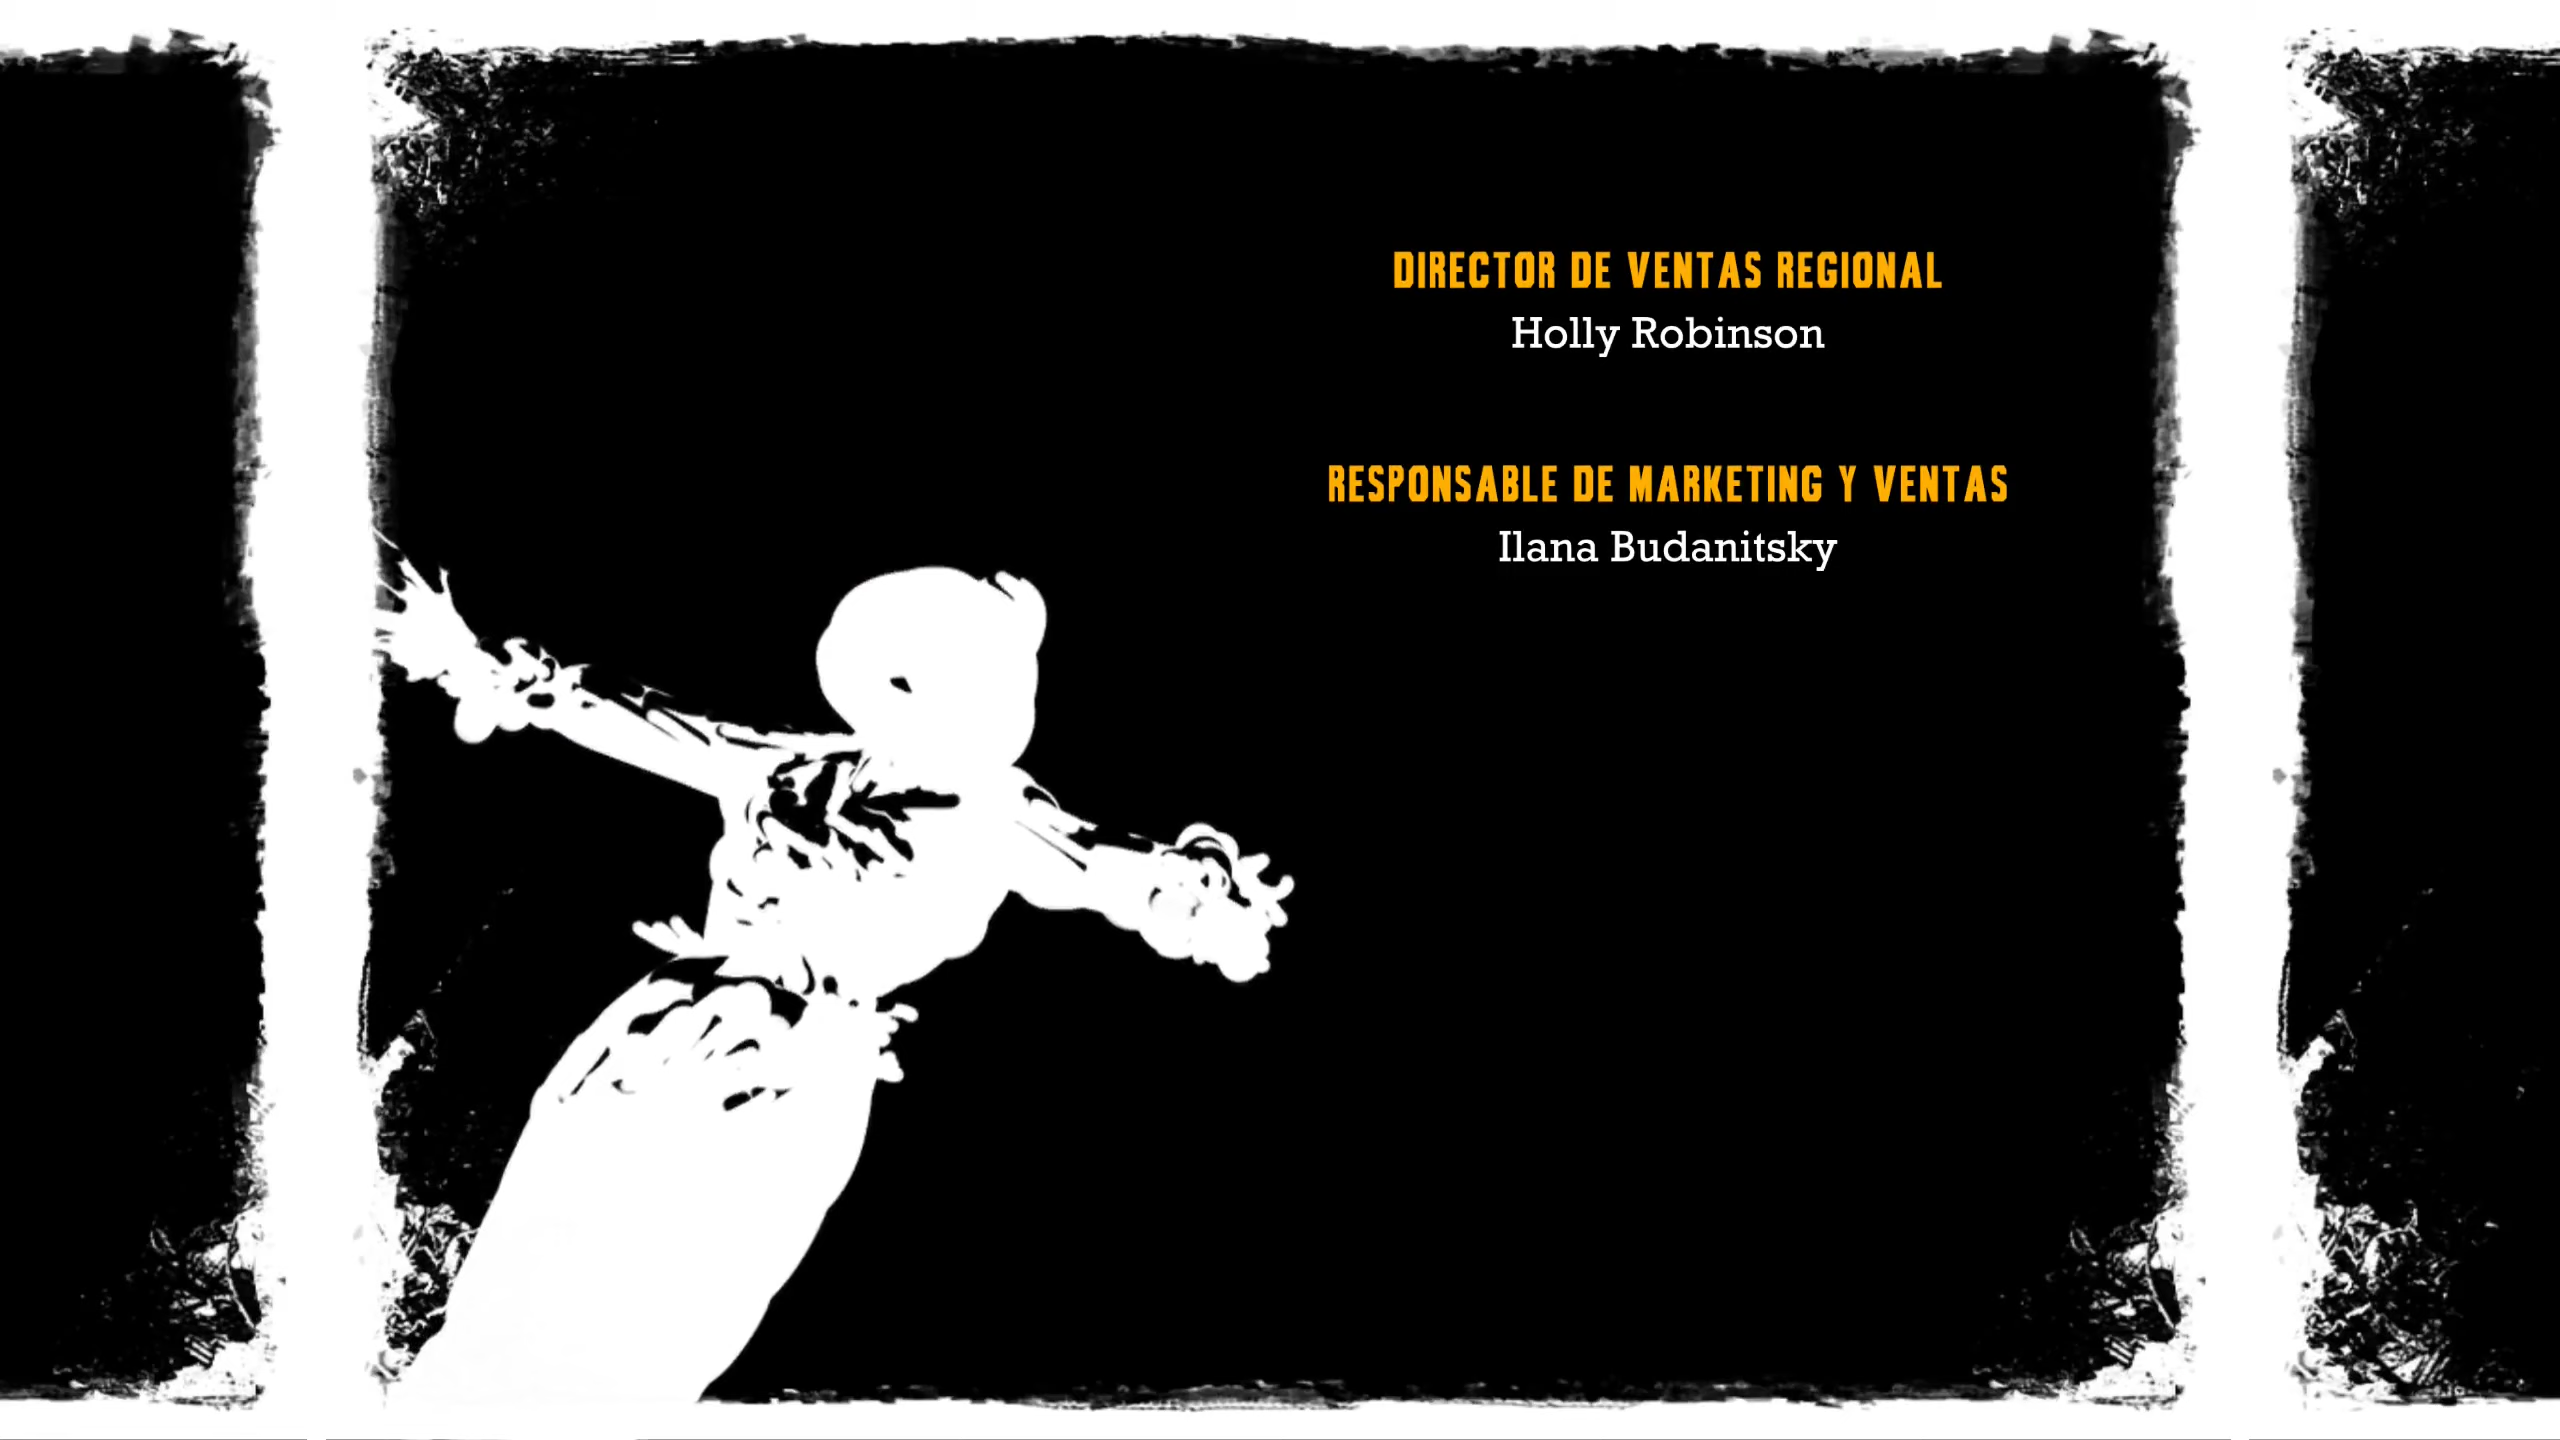 DIRECTOR DE VENTAS REGIONAL
Holly Robinson
RESPONSABLE DE MARKETING Y VENTAS
Ilana Budanitsky